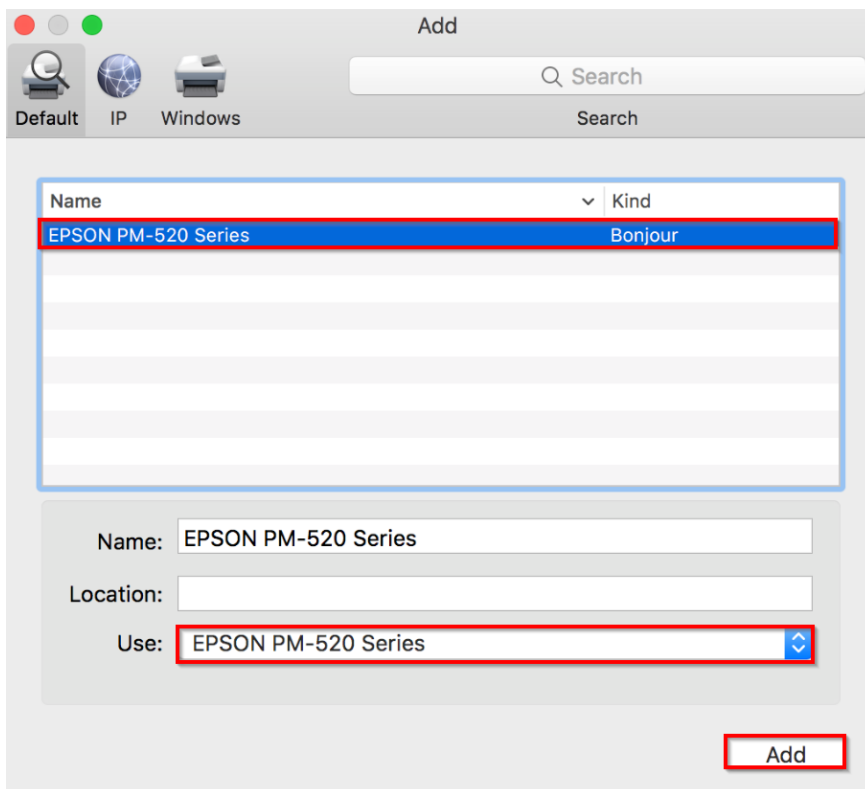 Add
Search
Default IP Windows Search
Name Kind
EPSON PM-520 Series Bonjour
Name: EPSON PM-520 Series
Location:
Use: EPSON PM-520 Series
Add